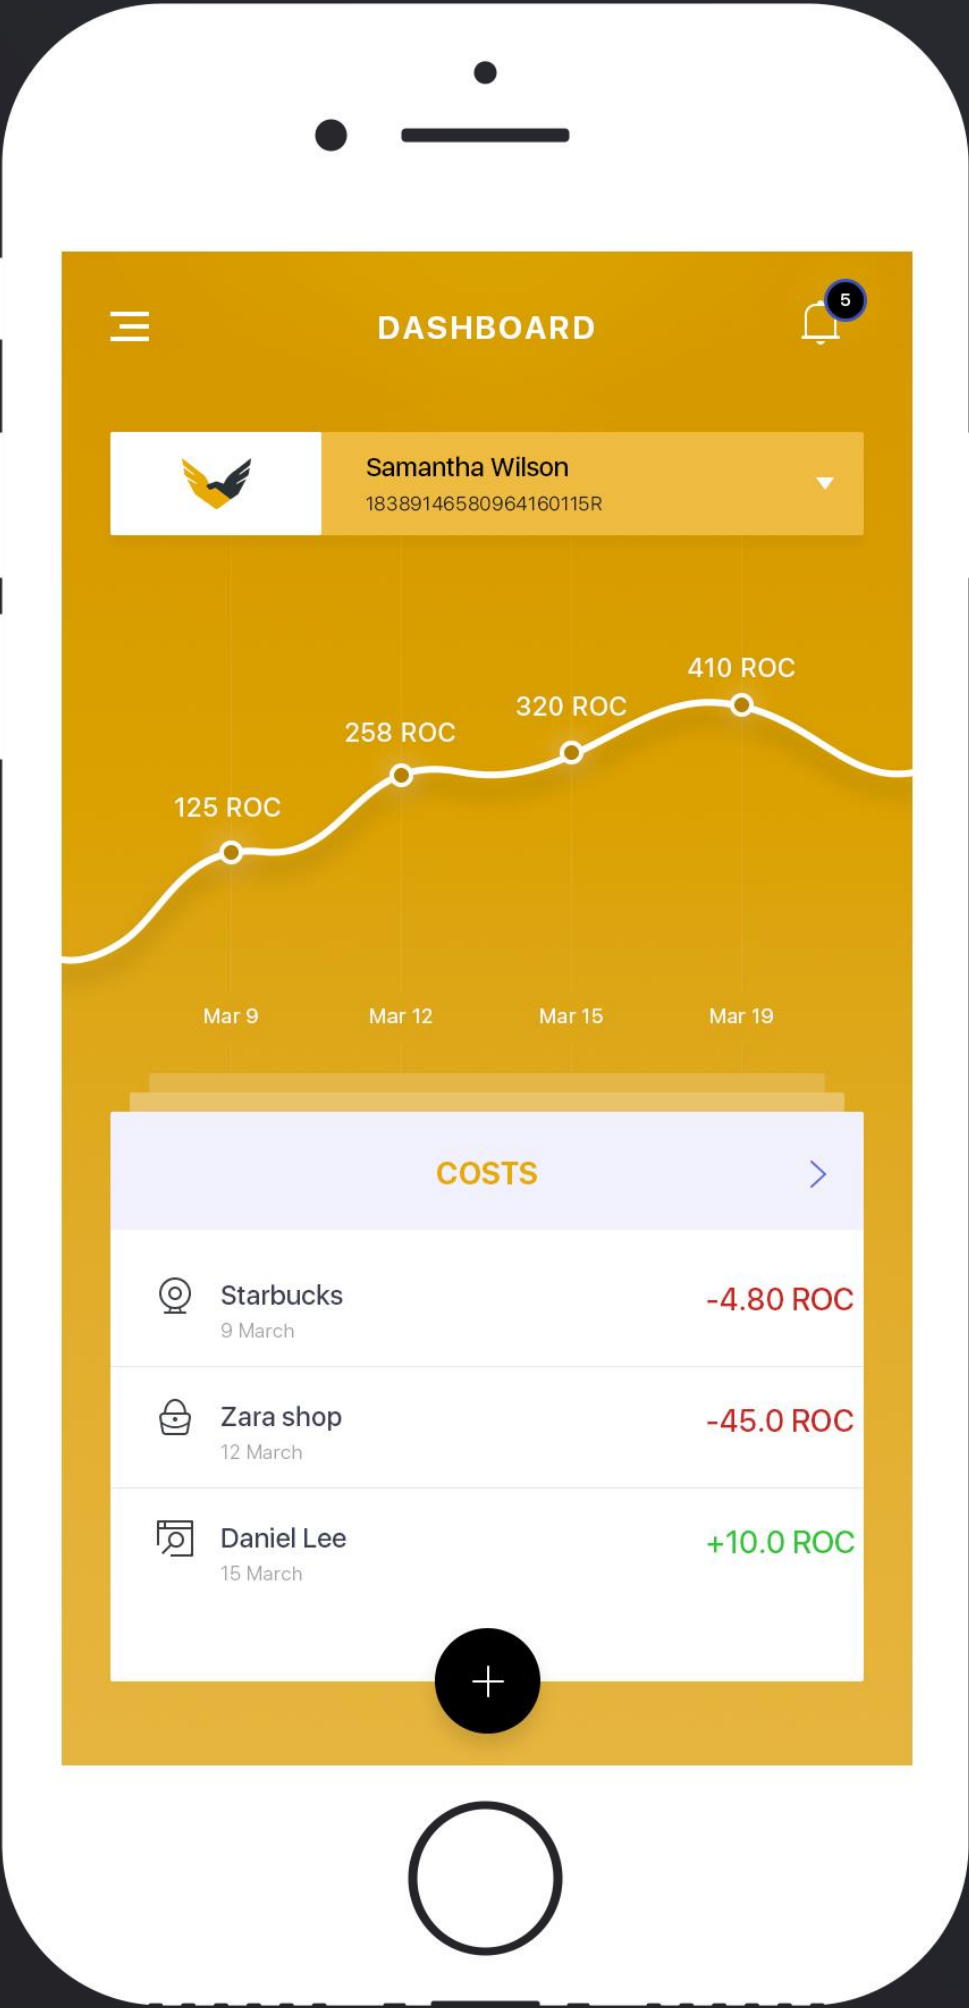 5
DASHBOARD
Samantha Wilson
18389146580964160115R
410 ROC
320 ROC
258 ROC
125 ROC
Mar 9 Mar 12 Mar 15 Mar 19
COSTS
Starbucks -4.80 ROC
9 March
Zara shop -45.0 ROC
12 March
Daniel Lee +10.0 ROC
15 March